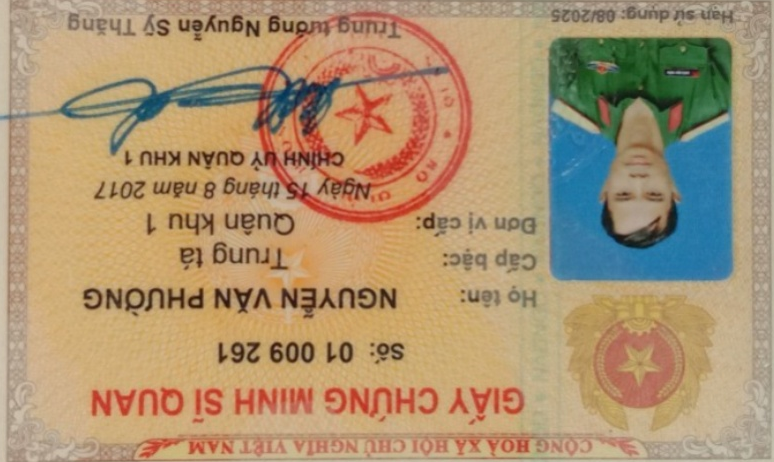 CỘNG HOÀ XÃ HỘI CHỦ NGHĨA VIỆT NAM
GIẤY CHỨNG MINH SĨ QUAN
Số: 01 009 261
Họ tên: NGUYỄN VĂN PHƯỜNG
Cấp bậc: Trung tá
Đơn vị cấp: Quân khu 1
Ngày 15 tháng 8 năm 2017
CHÍNH UỶ QUÂN KHU 1
Trung tướng Nguyễn Sỹ Thăng
Hạn sử dụng: 08/2025